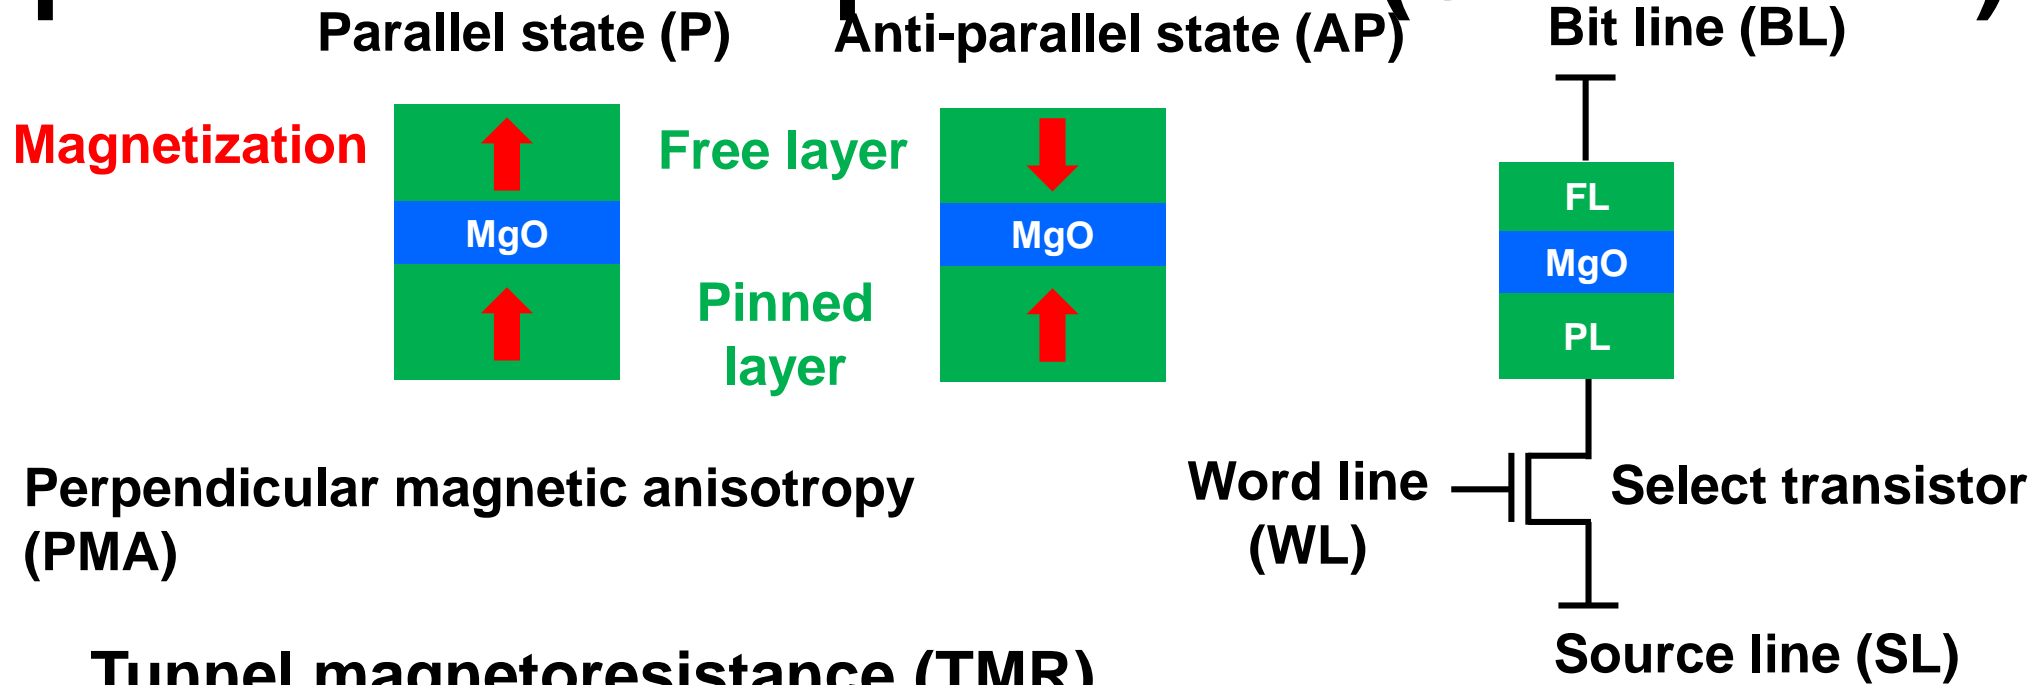 Parallel state (P)
Anti-parallel state (AP)
Bit line (BL)
Magnetization
Free layer
MgO
MgO
Pinned
layer
FL
MgO
PL
Perpendicular magnetic anisotropy
(PMA)
Word line
(WL)
Select transistor
Source line (SL)
Tunnel magnetoresistance (TMR)